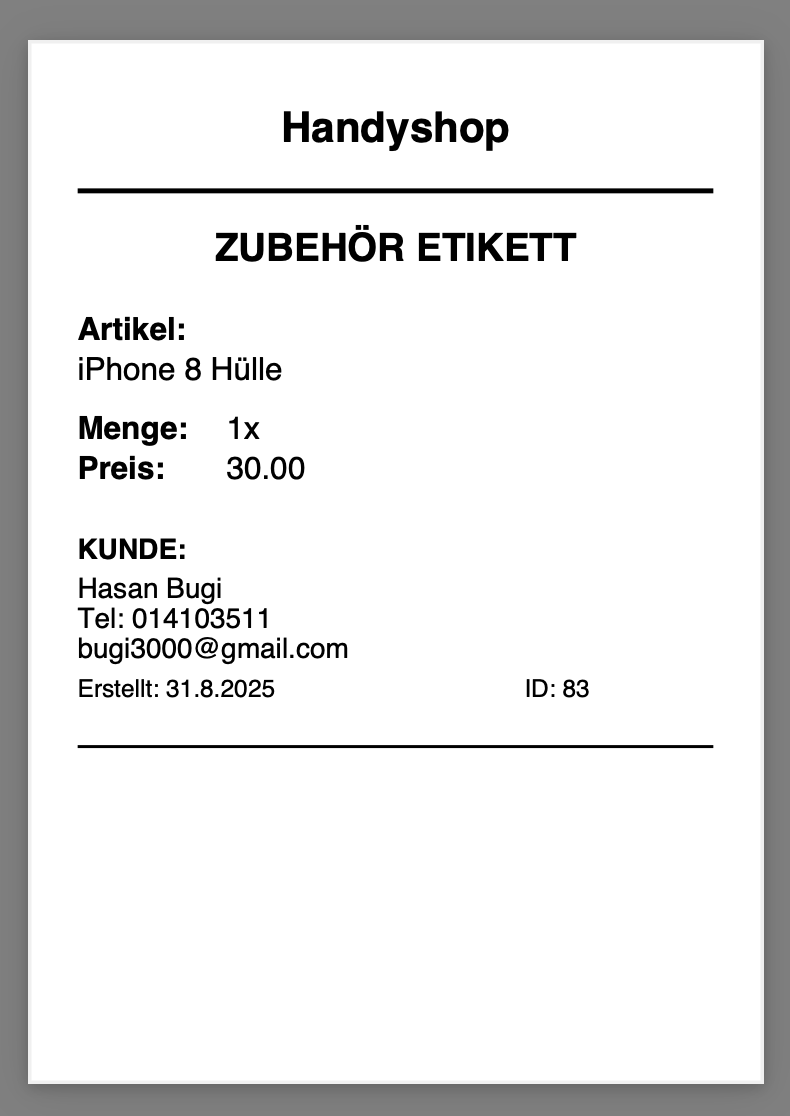 Handyshop
ZUBEHÖR ETIKETT
Artikel:
iPhone 8 Hülle
Menge: 1x
Preis: 30.00
KUNDE:
Hasan Bugi
Tel: 014103511
bugi3000@gmail.com
Erstellt: 31.8.2025 ID: 83